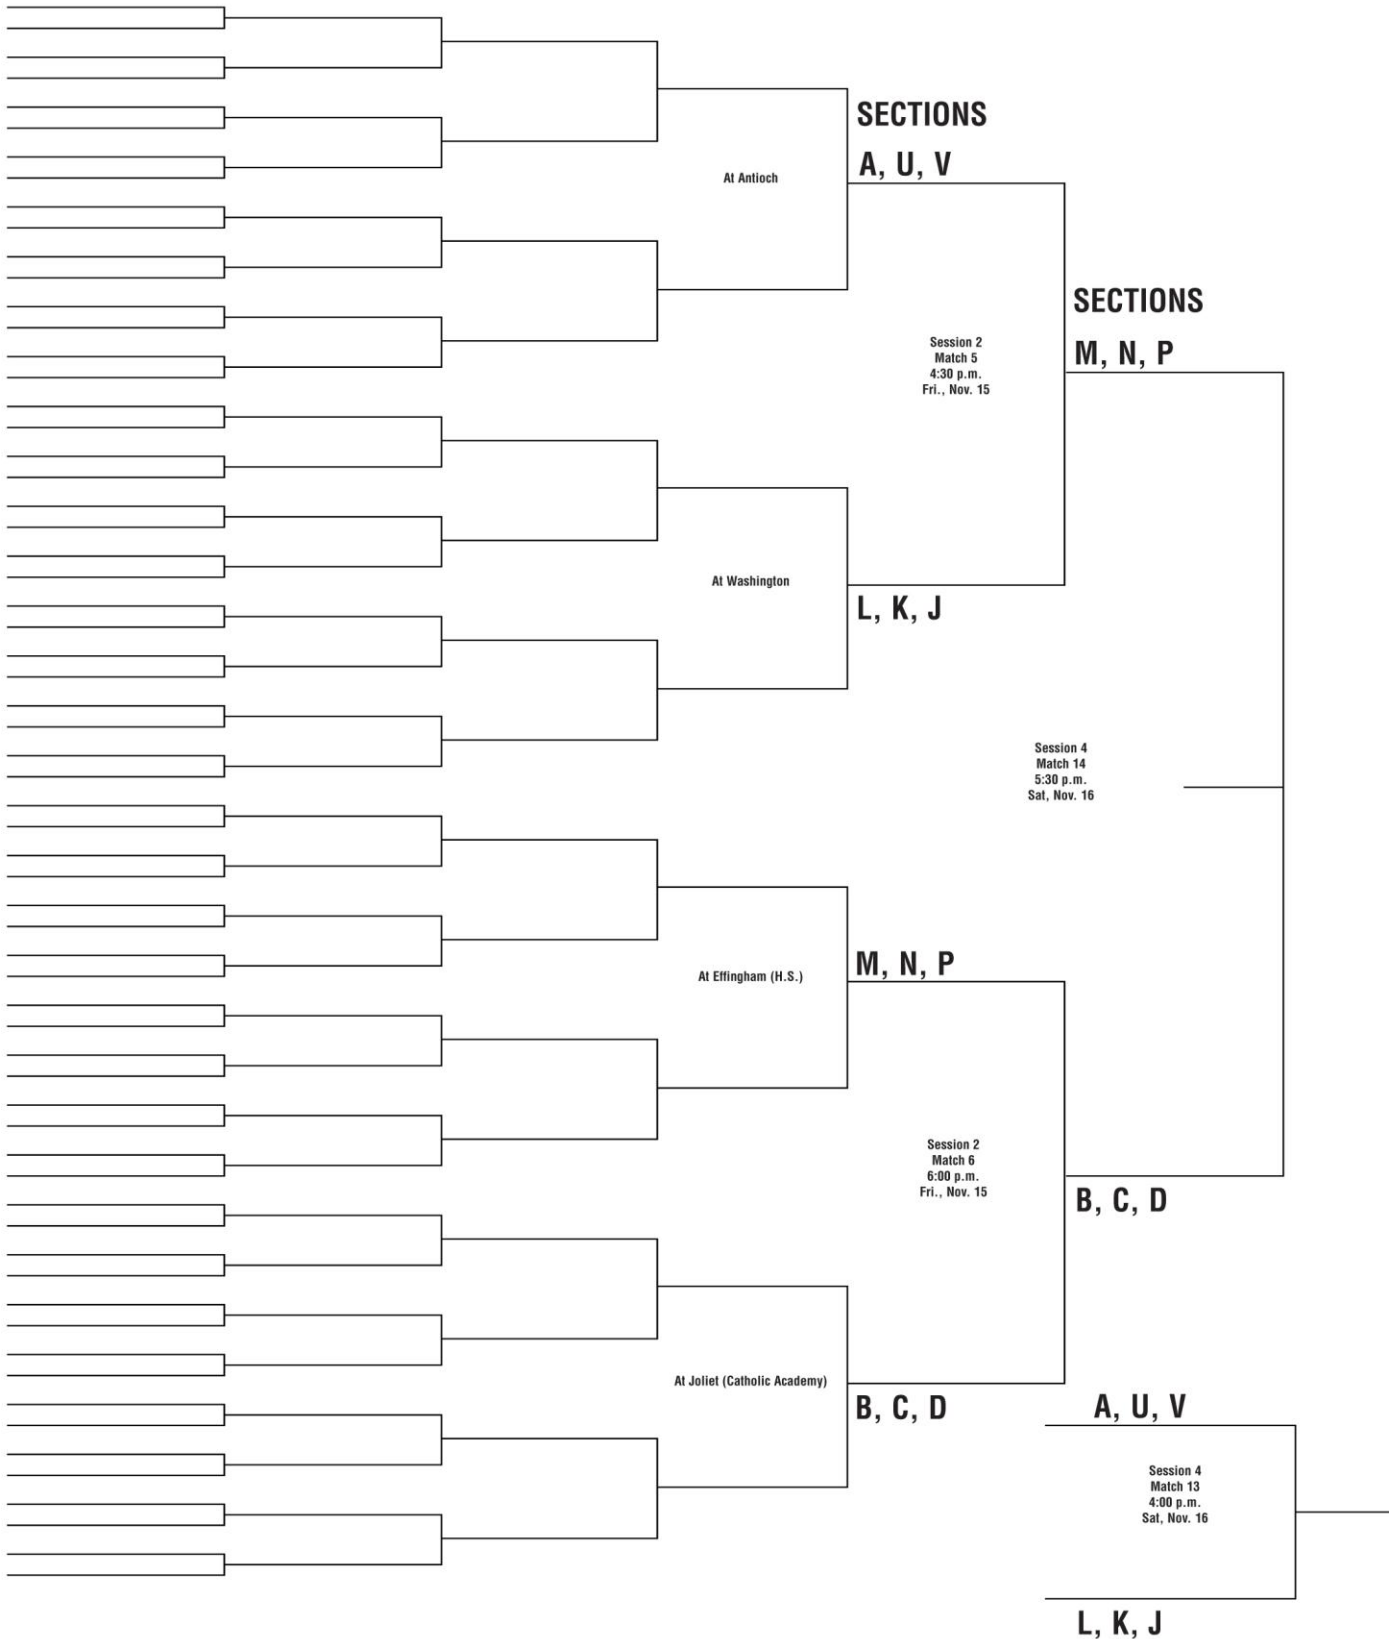 SECTIONS
A, U, V
At Antioch
SECTIONS
M, N, P
Session 2
Match 5
4:30 p.m.
Fri., Nov. 15
At Washington
L, K, J
Session 4
Match 14
5:30 p.m.
Sat, Nov. 16
M, N, P
At Effingham (H.S.)
Session 2
Match 6
6:00 p.m.
Fri., Nov. 15
B, C, D
At Joliet (Catholic Academy)
B, C, D
A, U, V
Session 4
Match 13
4:00 p.m.
Sat, Nov. 16
L, K, J